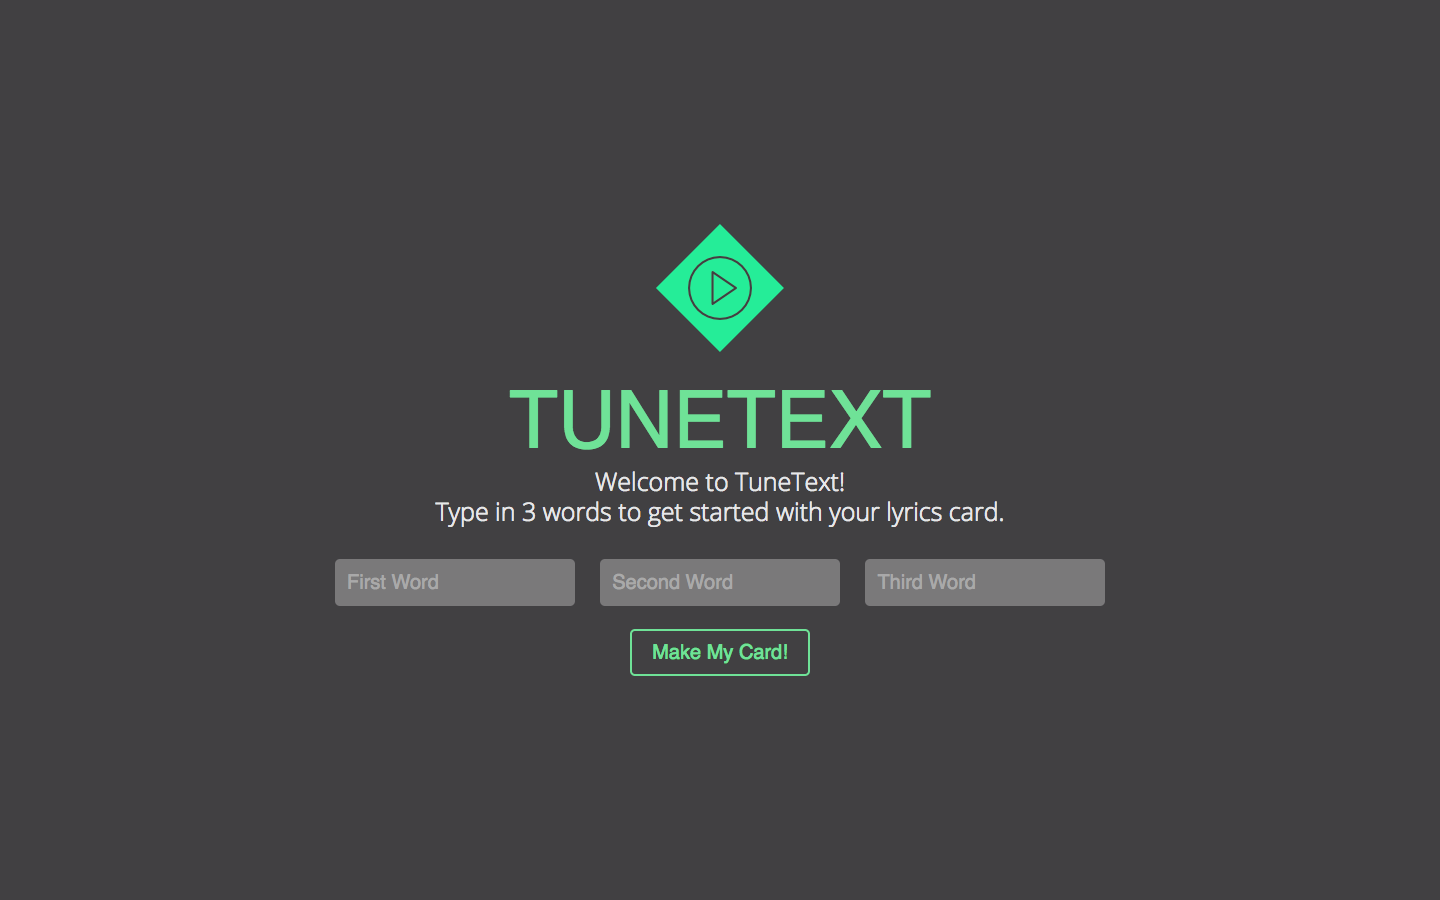 TUNETEXT
Welcome to TuneText!
Type in 3 words to get started with your lyrics card.
First Word
Second Word
Third Word
Make My Card!